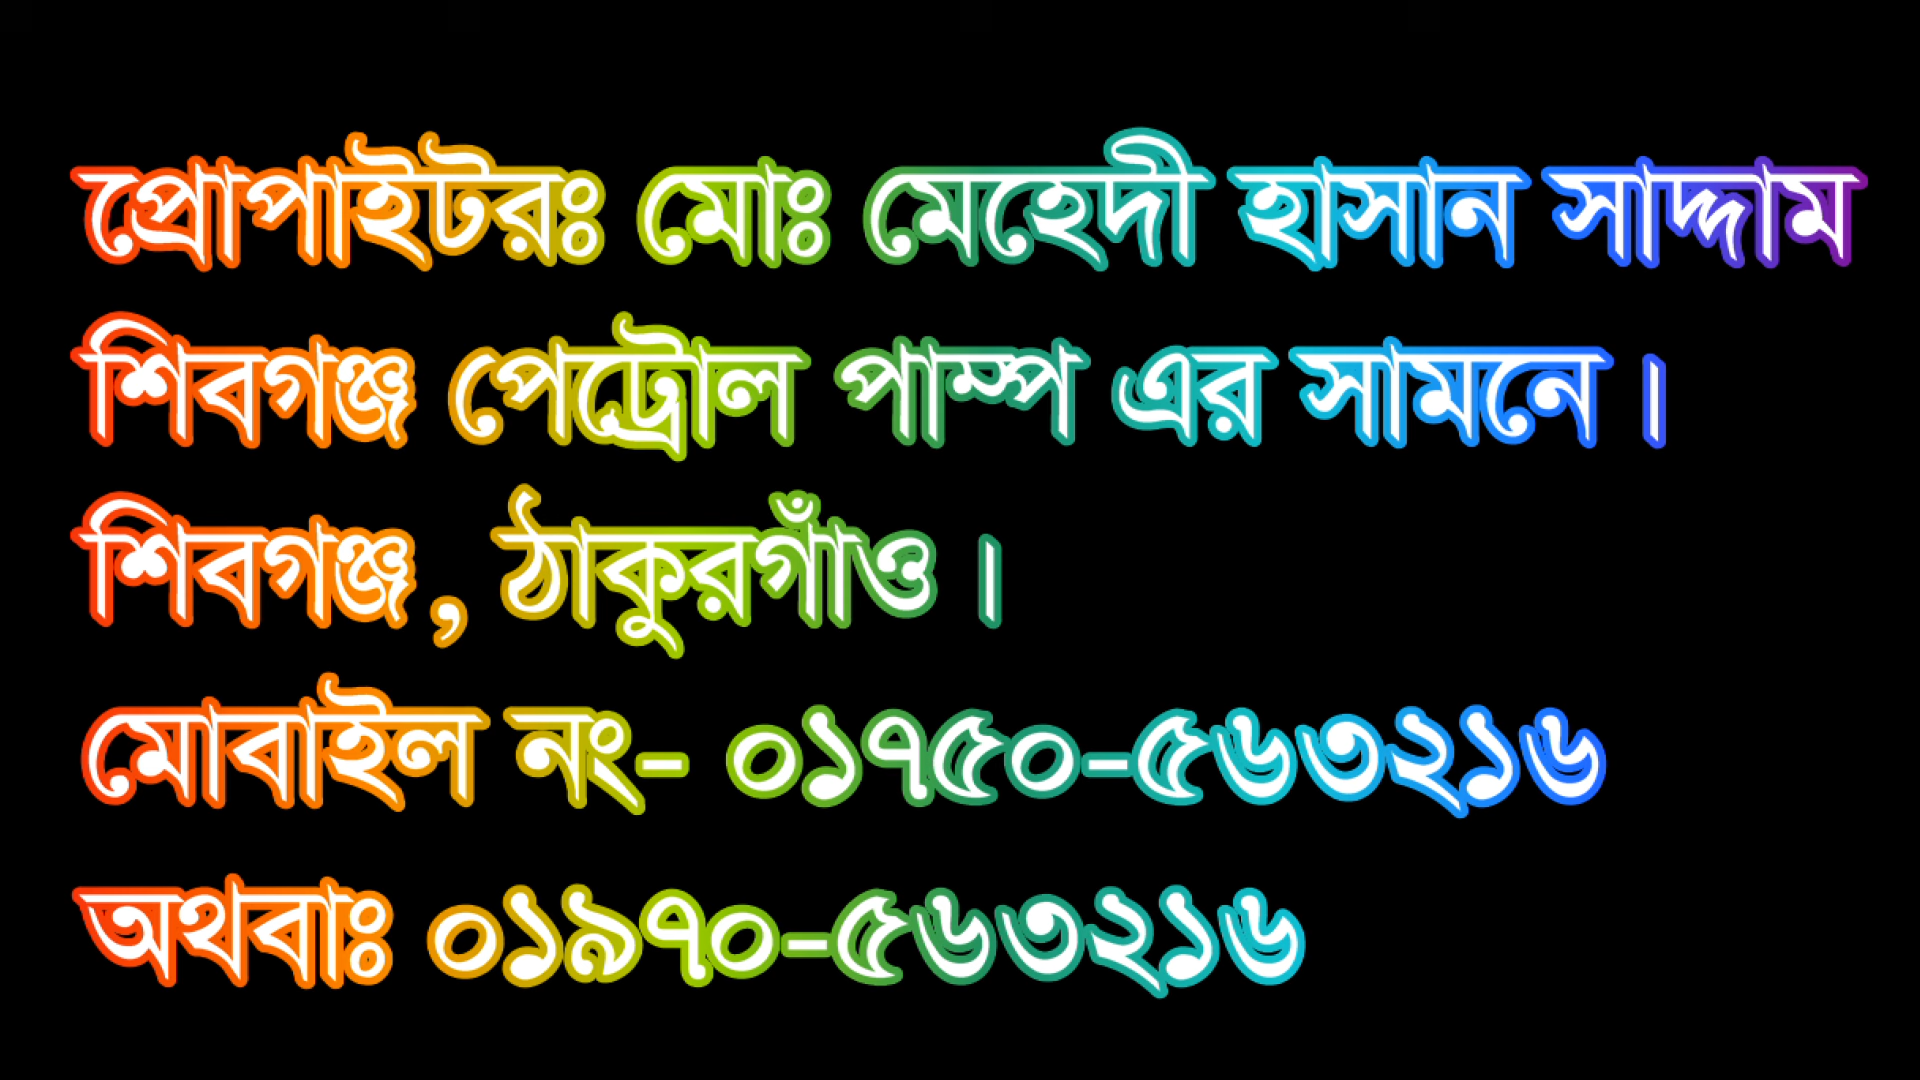 প্রোপাইটরঃ মোঃ মেহেদী হাসান সাদ্দাম
শিবগঞ্জ পেট্রোল পাম্প এর সামনে।
শিবগঞ্জ, ঠাকুরগাঁও।
মোবাইল নং- ০১৭৫০-৫৬৩২১৬
অথবাঃ ০১৯৭০-৫৬৩২১৬